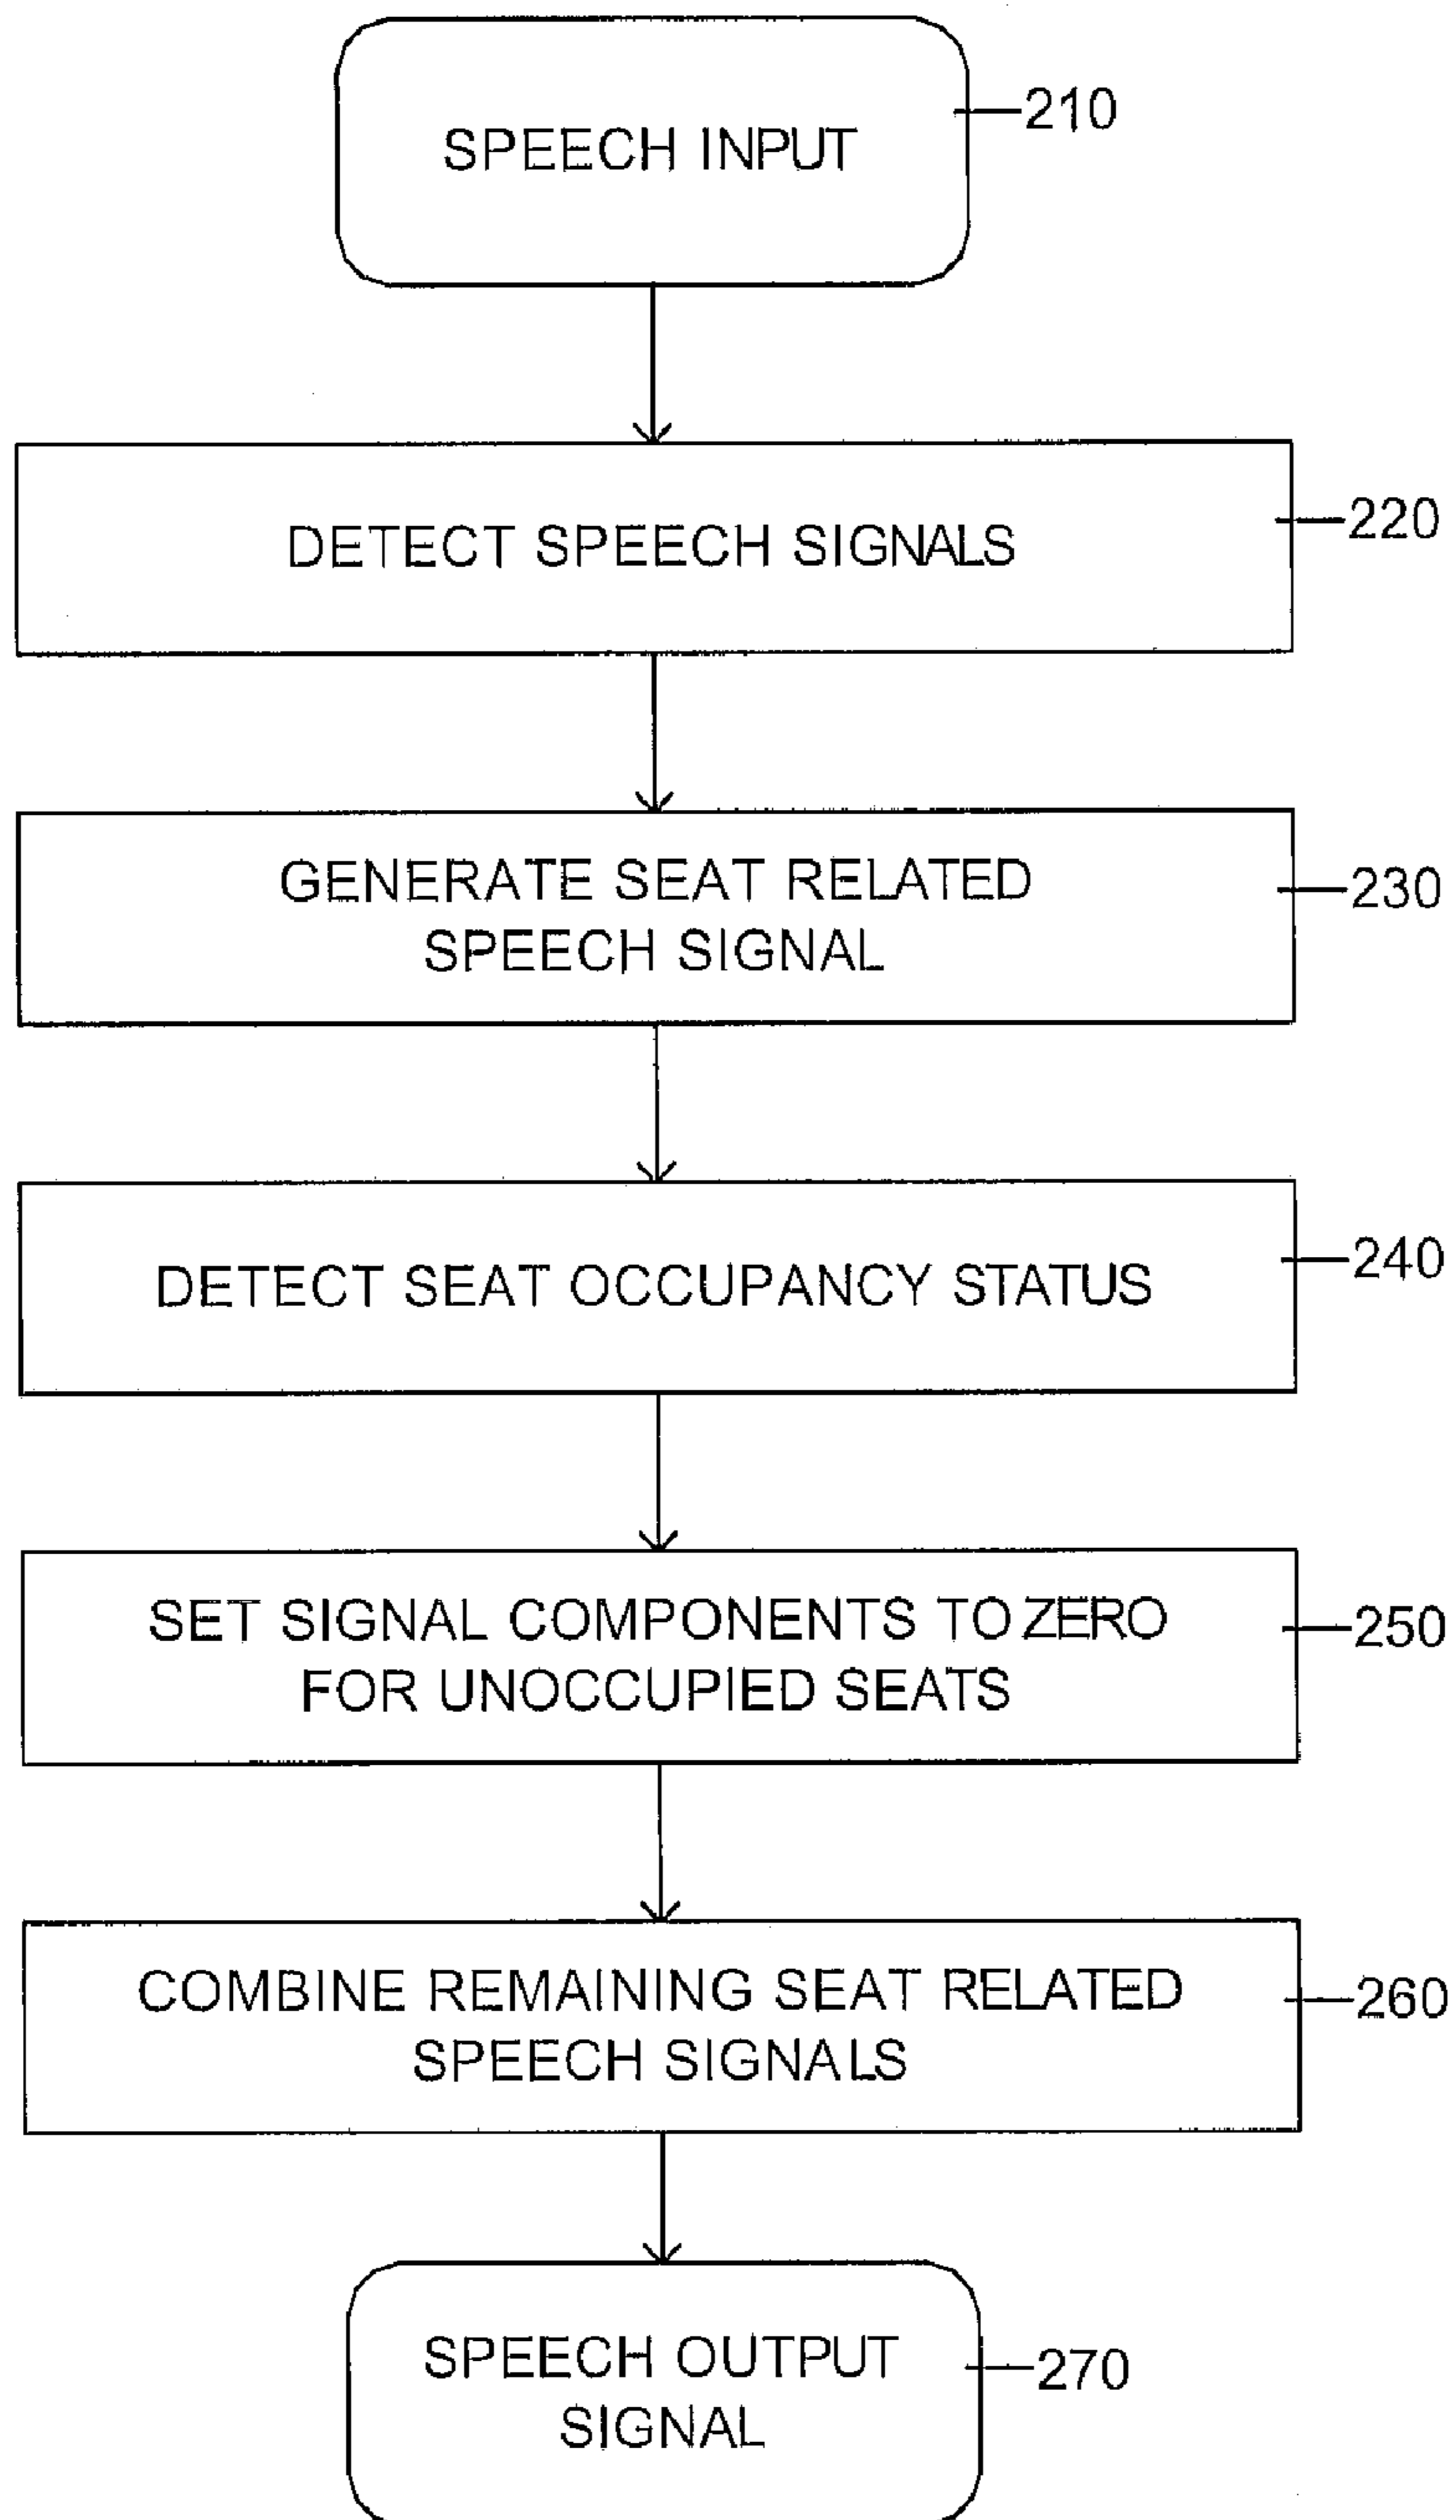 SPEECH INPUT
210
DETECT SPEECH SIGNALS
220
GENERATE SEAT RELATED
SPEECH SIGNAL
230
DETECT SEAT OCCUPANCY STATUS
240
SET SIGNAL COMPONENTS TO ZERO
FOR UNOCCUPIED SEATS
250
COMBINE REMAINING SEAT RELATED
SPEECH SIGNALS
260
SPEECH OUTPUT
SIGNAL
270